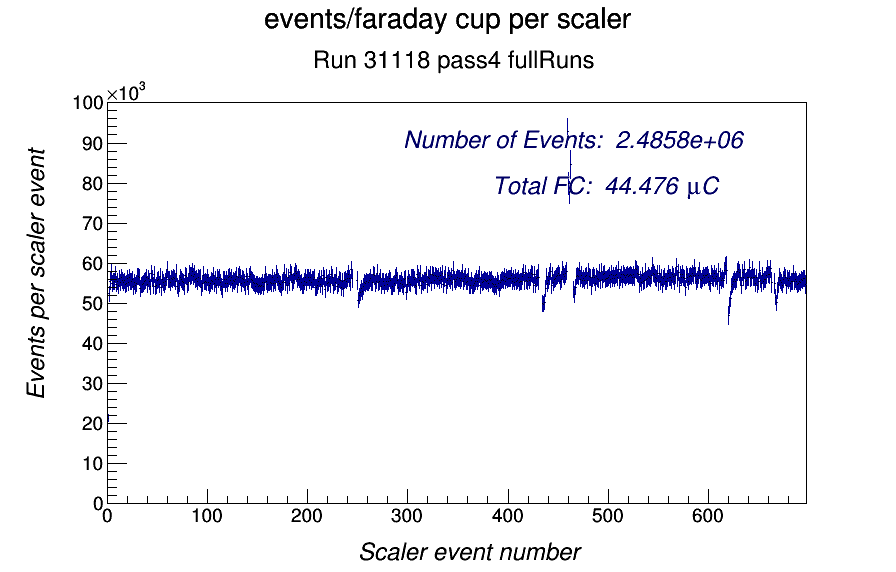 events/faraday cup per scaler
Run 31118 pass4 fullRuns
×10³
100
90
80
70
60
50
40
30
20
10
0
Number of Events: 2.4858e+06
Total FC: 44.476 μC
Events per scaler event
0 100 200 300 400 500 600
Scaler event number